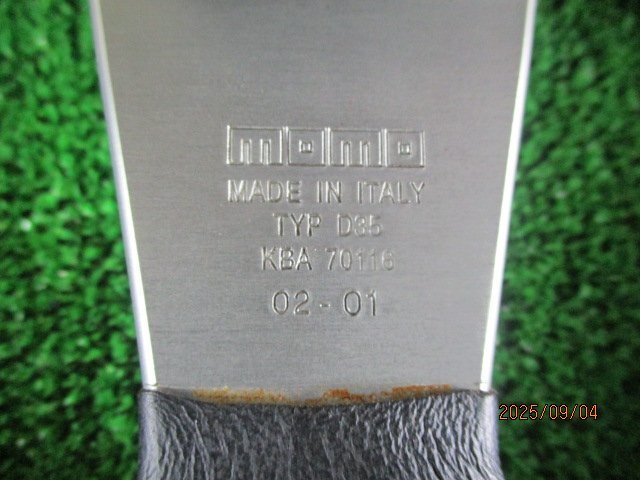 momo
MADE IN ITALY
TYP D35
KBA 70116
02-01
2025/09/04